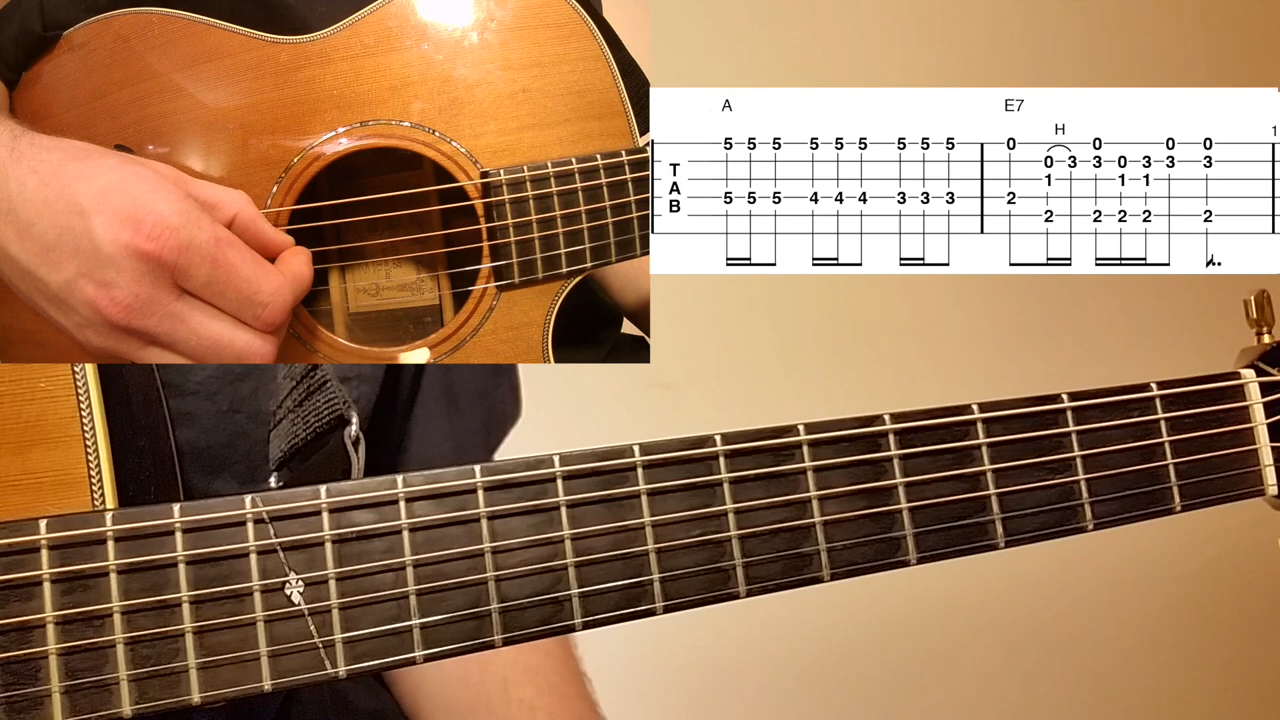 A E7
H
1
5 5 5 5 5 5 5 5 5 0 0 0 0
T 0 3 3 0 3 3 3
A 1 1 1
B 5 5 5 4 4 4 3 3 3 2
2 2 2 2 2